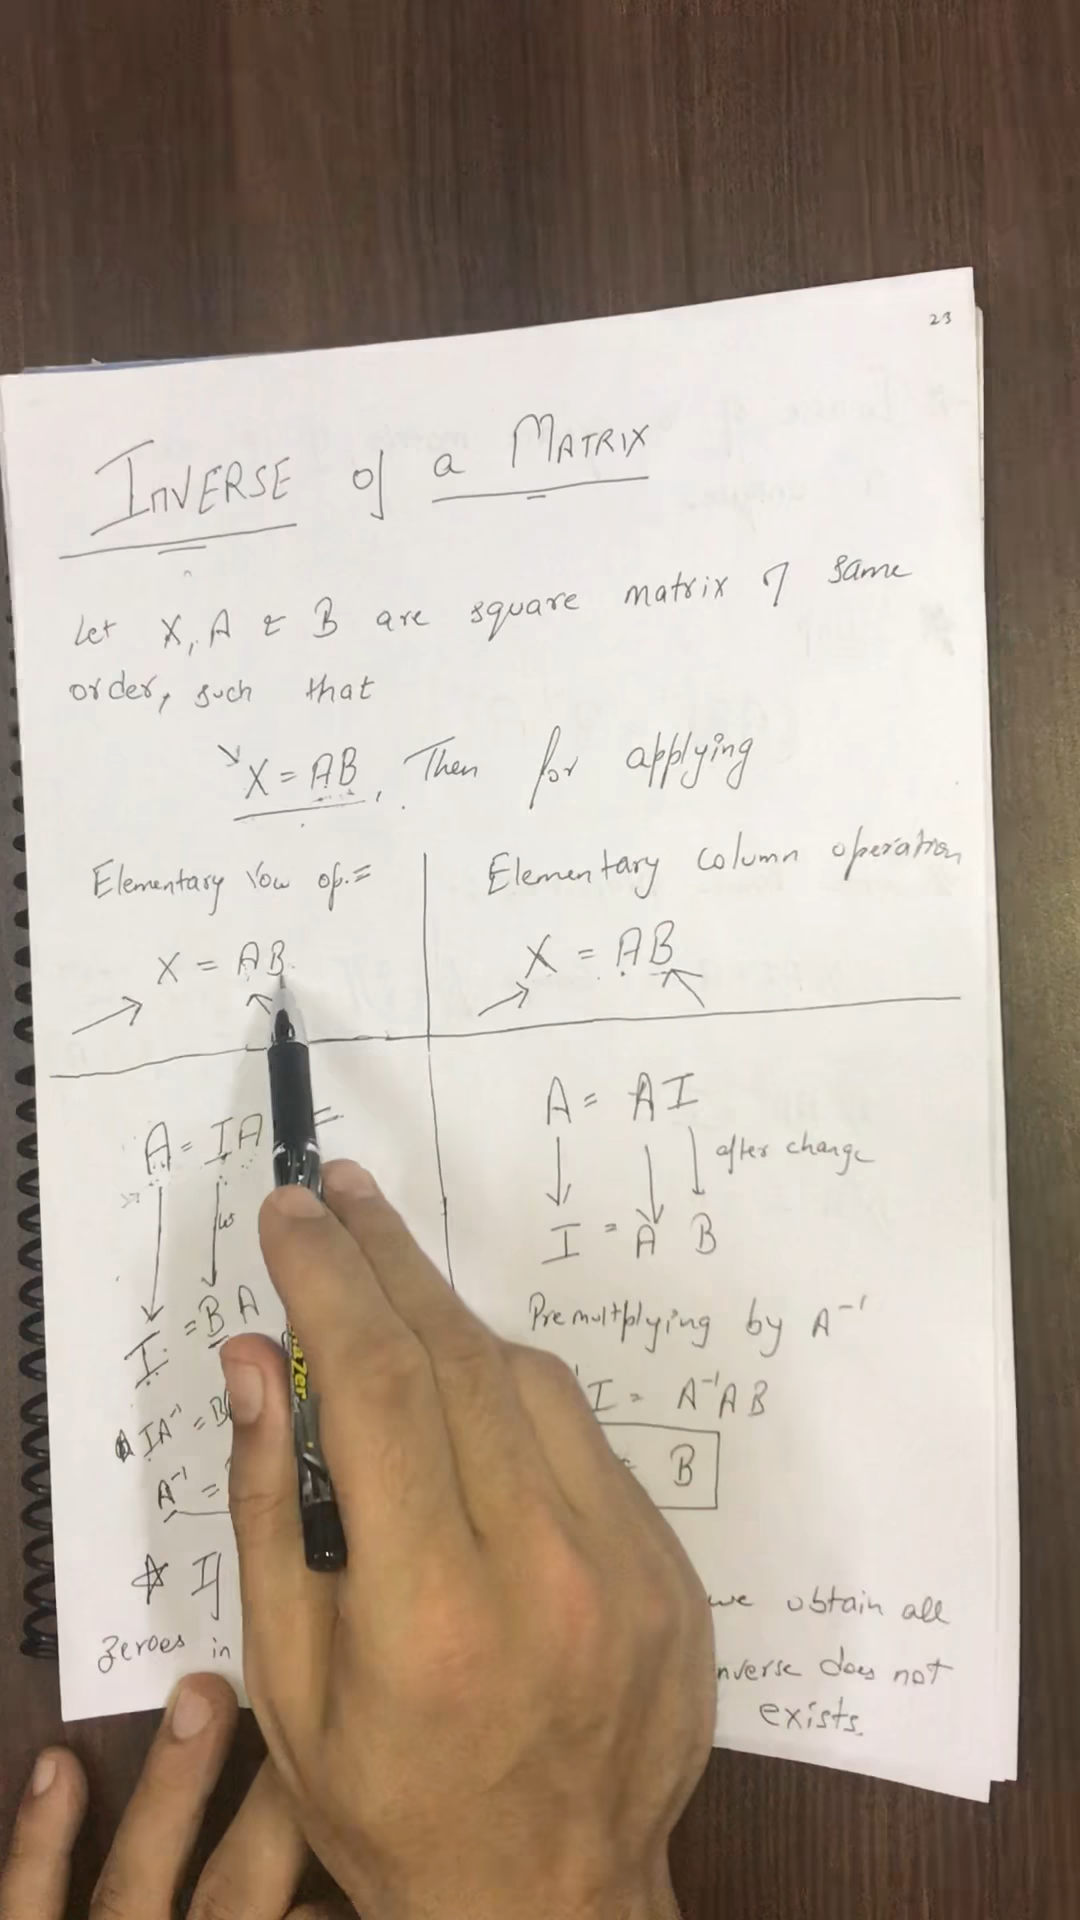 23
INVERSE of a MATRIX
Let X, A & B are square matrix of same
order, such that
X = AB, Then for applying
Elementary row op.=
X = AB
A = IA
I = BA
IA⁻¹ = B
A⁻¹ =
Elementary column operation
X = AB
A = AI
after change
I = A B
Premultplying by A⁻¹
I = A⁻¹AB
= B
* If we obtain all
zeroes in nverse does not
exists.